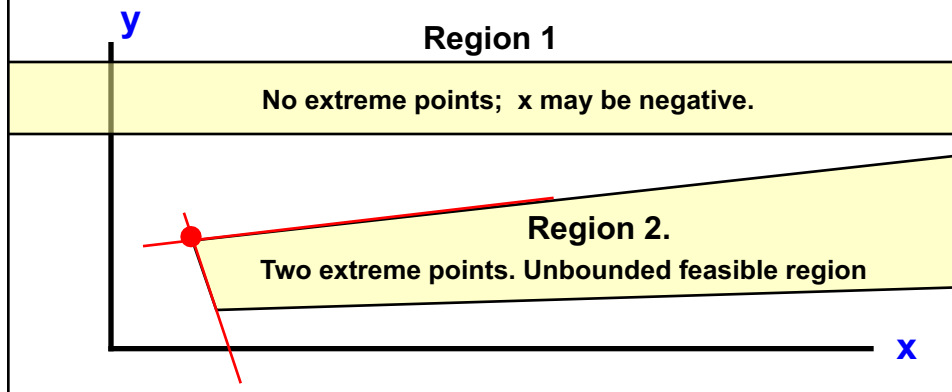 y
Region 1
No extreme points;  x may be negative.
Region 2.
Two extreme points. Unbounded feasible region
x